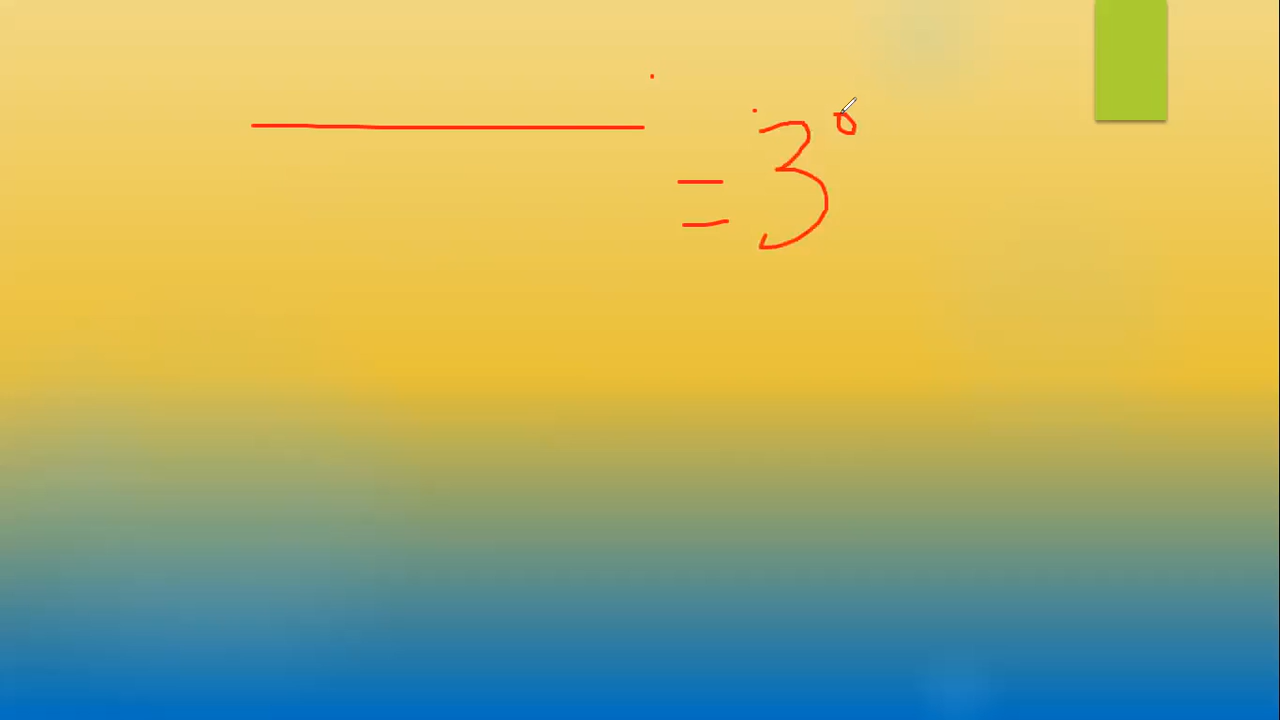 = 3°